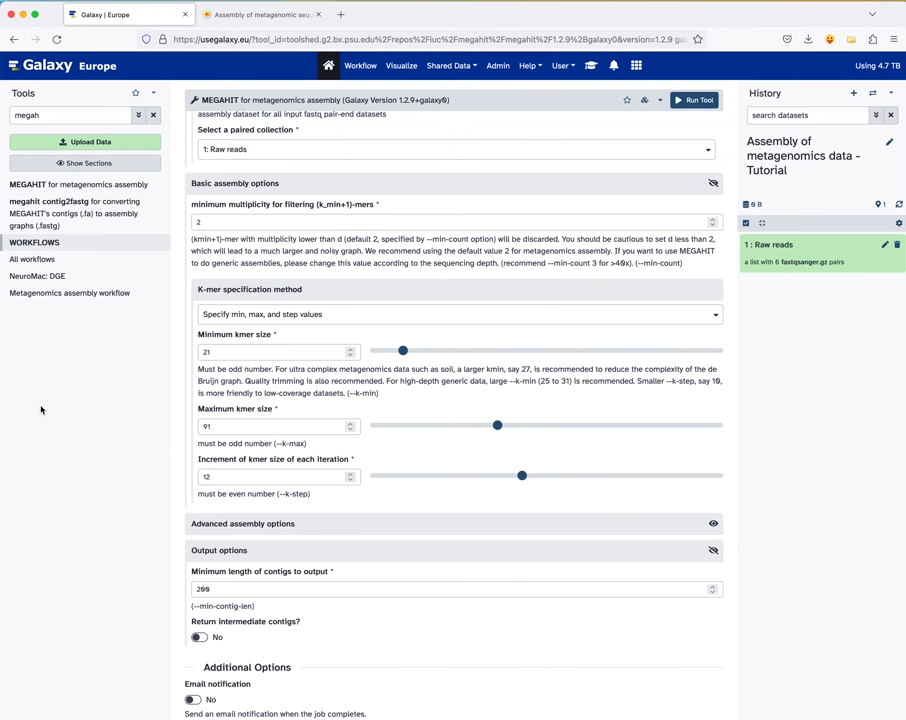 Galaxy | Europe
Assembly of metagenomic seq
https://usegalaxy.eu/?tool_id=toolshed.g2.bx.psu.edu%2Frepos%2Fiuc%2Fmegahit%2Fmegahit%2F1.2.9%2Bgalaxy0&version=1.2.9 gal
Galaxy Europe
Workflow
Visualize
Shared Data
Admin
Help
User
Using 4.7 TB
Tools
megah
Upload Data
Show Sections
MEGAHIT for metagenomics assembly
megahit contig2fastg for converting
MEGAHIT's contigs (.fa) to assembly
graphs (.fastg)
WORKFLOWS
All workflows
NeuroMac: DGE
Metagenomics assembly workflow
MEGAHIT for metagenomics assembly (Galaxy Version 1.2.9+galaxy0)
Run Tool
assembly dataset for all input fastq pair-end datasets
Select a paired collection *
1: Raw reads
Basic assembly options
minimum multiplicity for filtering (k_min+1)-mers *
2
(kmin+1)-mer with multiplicity lower than d (default 2, specified by --min-count option) will be discarded. You should be cautious to set d less than 2,
which will lead to a much larger and noisy graph. We recommend using the default value 2 for metagenomics assembly. If you want to use MEGAHIT
to do generic assemblies, please change this value according to the sequencing depth. (recommend --min-count 3 for >40x). (--min-count)
K-mer specification method
Specify min, max, and step values
Minimum kmer size *
21
Must be odd number. For ultra complex metagenomics data such as soil, a larger kmin, say 27, is recommended to reduce the complexity of the de
Bruijn graph. Quality trimming is also recommended. For high-depth generic data, large --k-min (25 to 31) is recommended. Smaller --k-step, say 10,
is more friendly to low-coverage datasets. (--k-min)
Maximum kmer size *
91
must be odd number (--k-max)
Increment of kmer size of each iteration *
12
must be even number (--k-step)
Advanced assembly options
Output options
Minimum length of contigs to output *
200
(--min-contig-len)
Return intermediate contigs?
No
Additional Options
Email notification
No
Send an email notification when the job completes.
History
search datasets
Assembly of
metagenomics data -
Tutorial
0 B
1
1 : Raw reads
a list with 6 fastqsanger.gz pairs